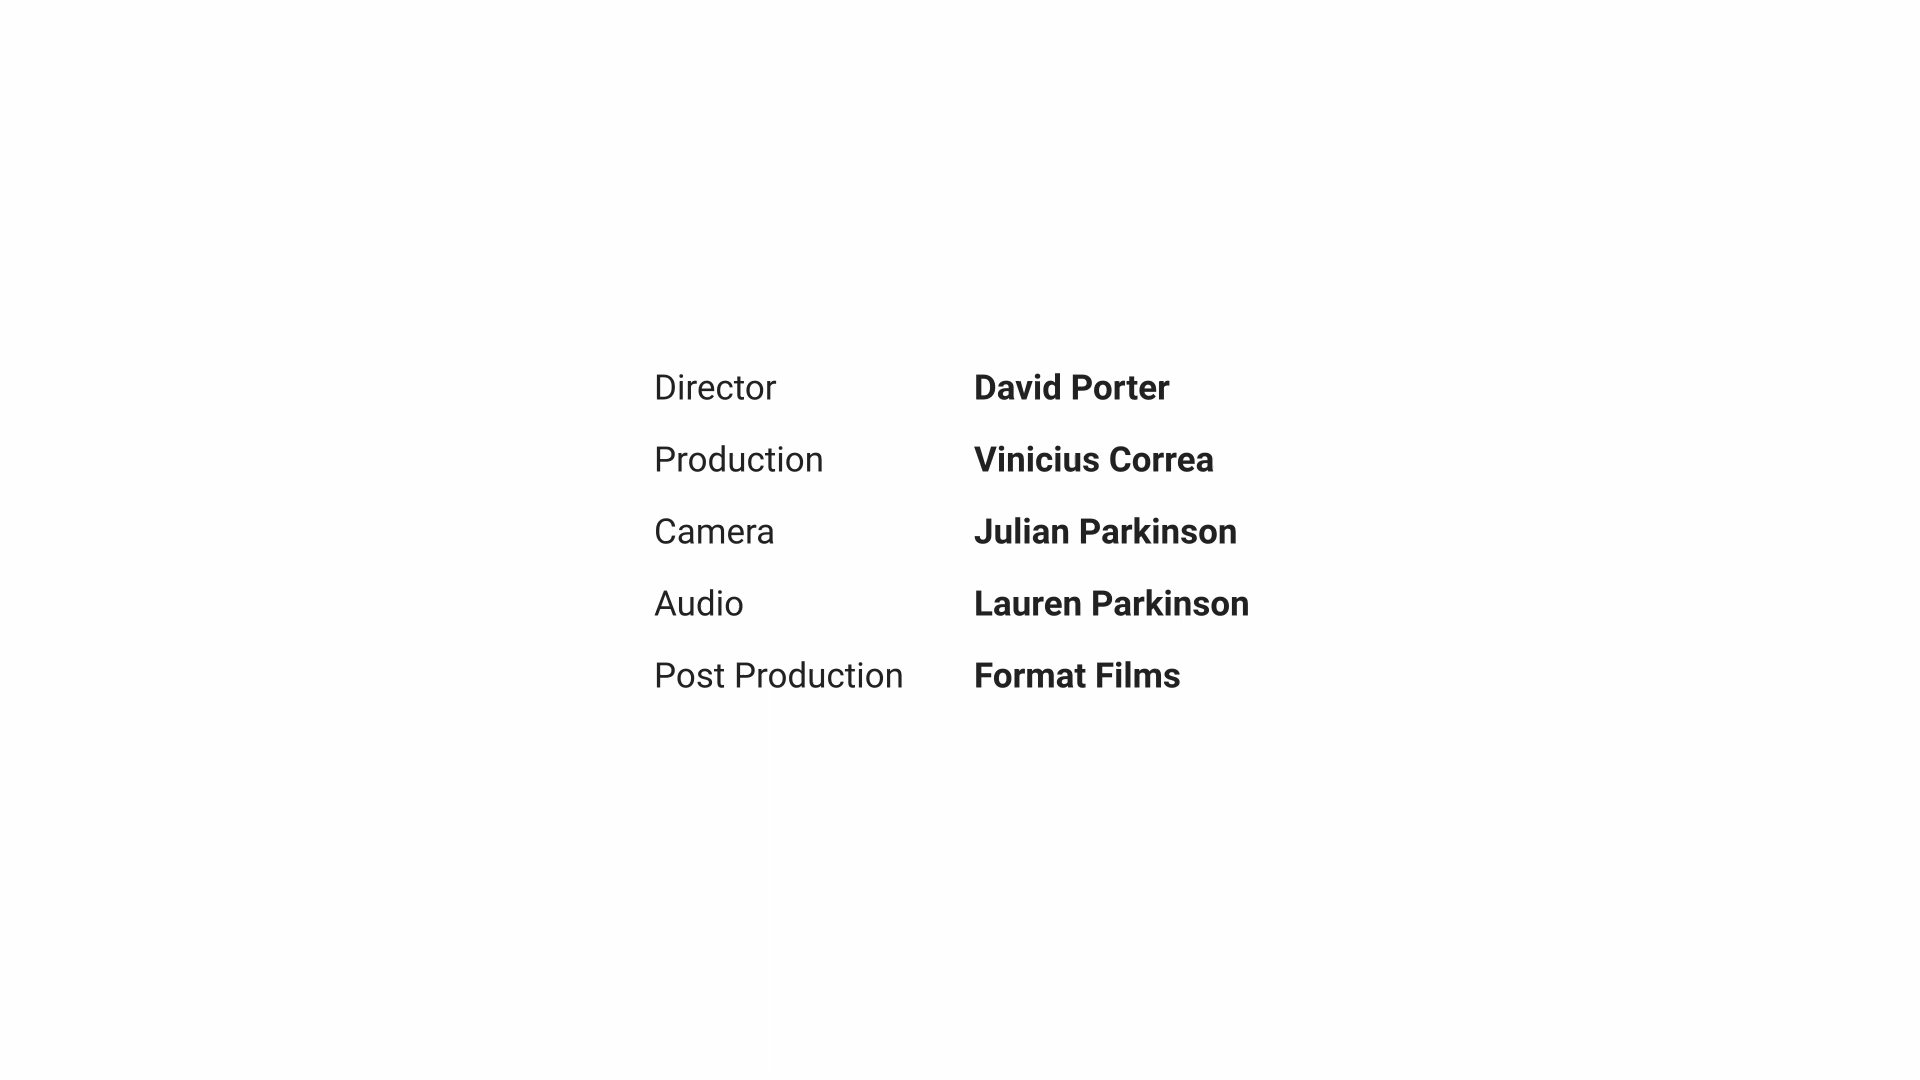 Director David Porter
Production Vinicius Correa
Camera Julian Parkinson
Audio Lauren Parkinson
Post Production Format Films